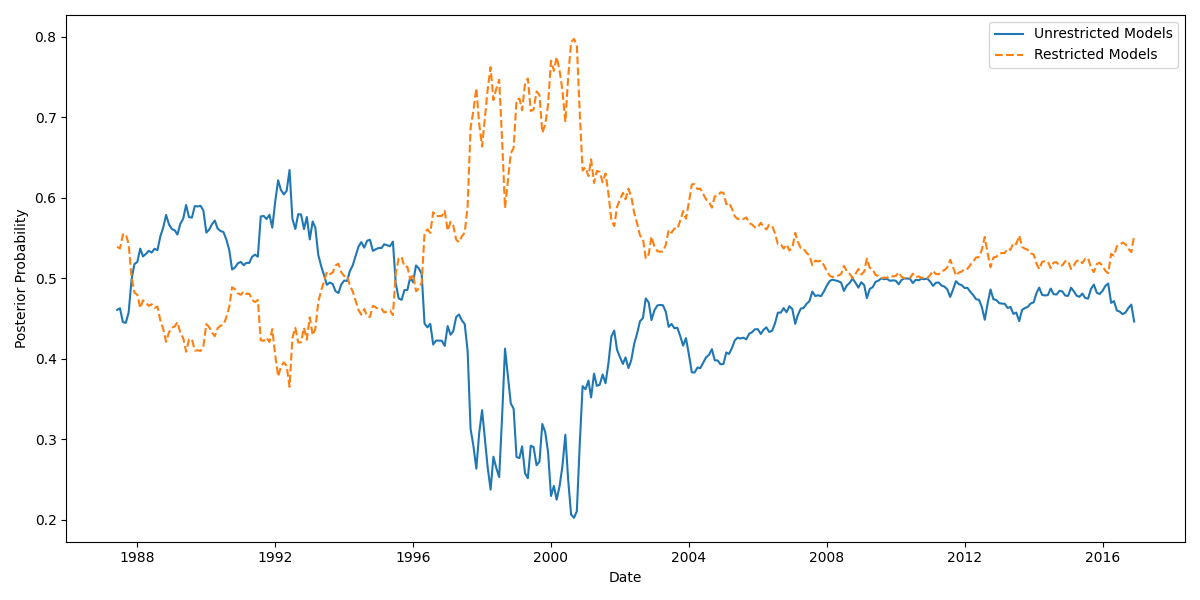 0.8
0.7
0.6
0.5
0.4
0.3
0.2
Posterior Probability
Unrestricted Models
Restricted Models
1988 1992 1996 2000 2004 2008 2012 2016
Date